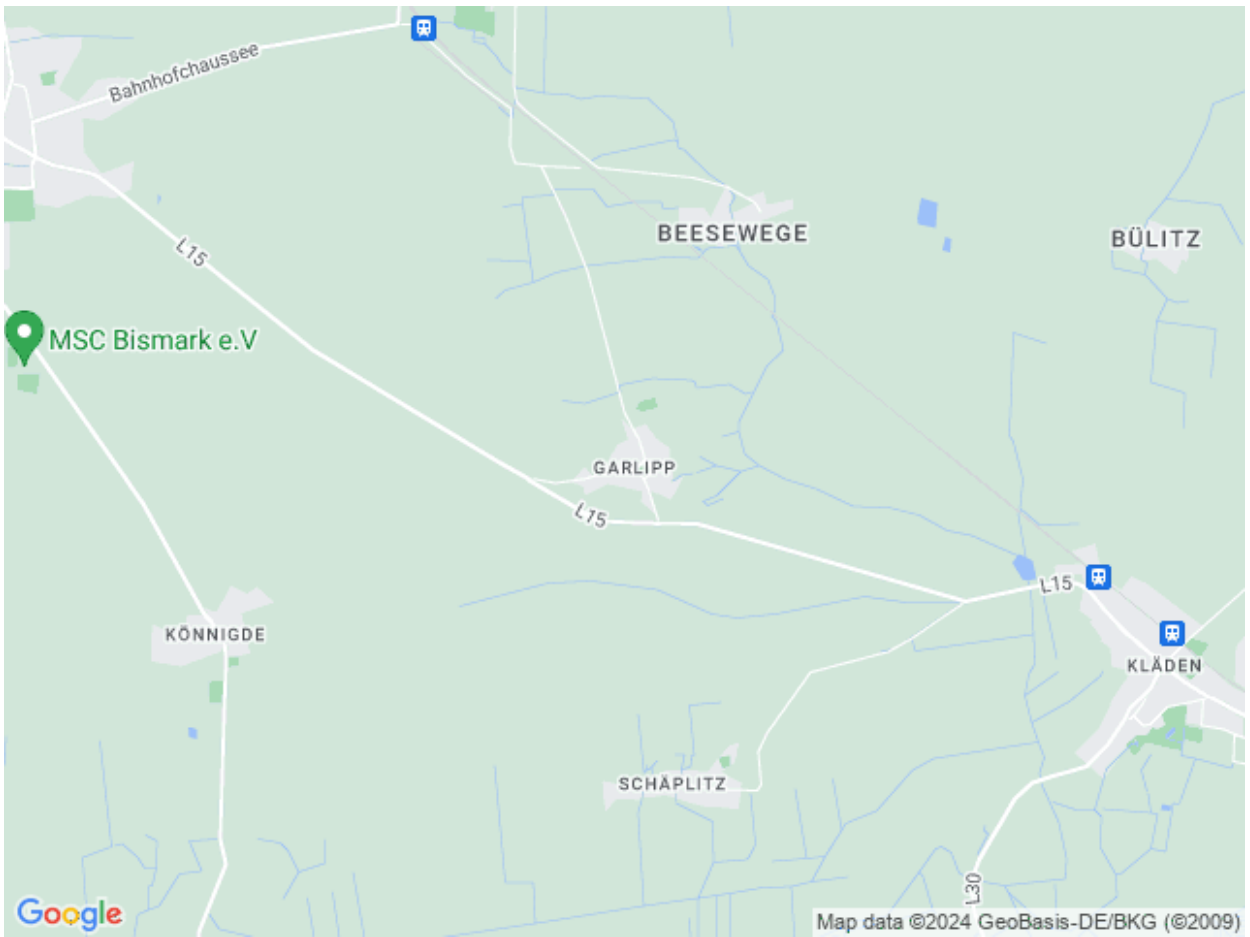 Bahnhofchaussee
BEESEWEGE
BÜLITZ
L15
MSC Bismark e.V
GARLIPP
L15
L15
KÖNNIGDE
KLÄDEN
SCHÄPLITZ
L30
Google
Map data ©2024 GeoBasis-DE/BKG (©2009)